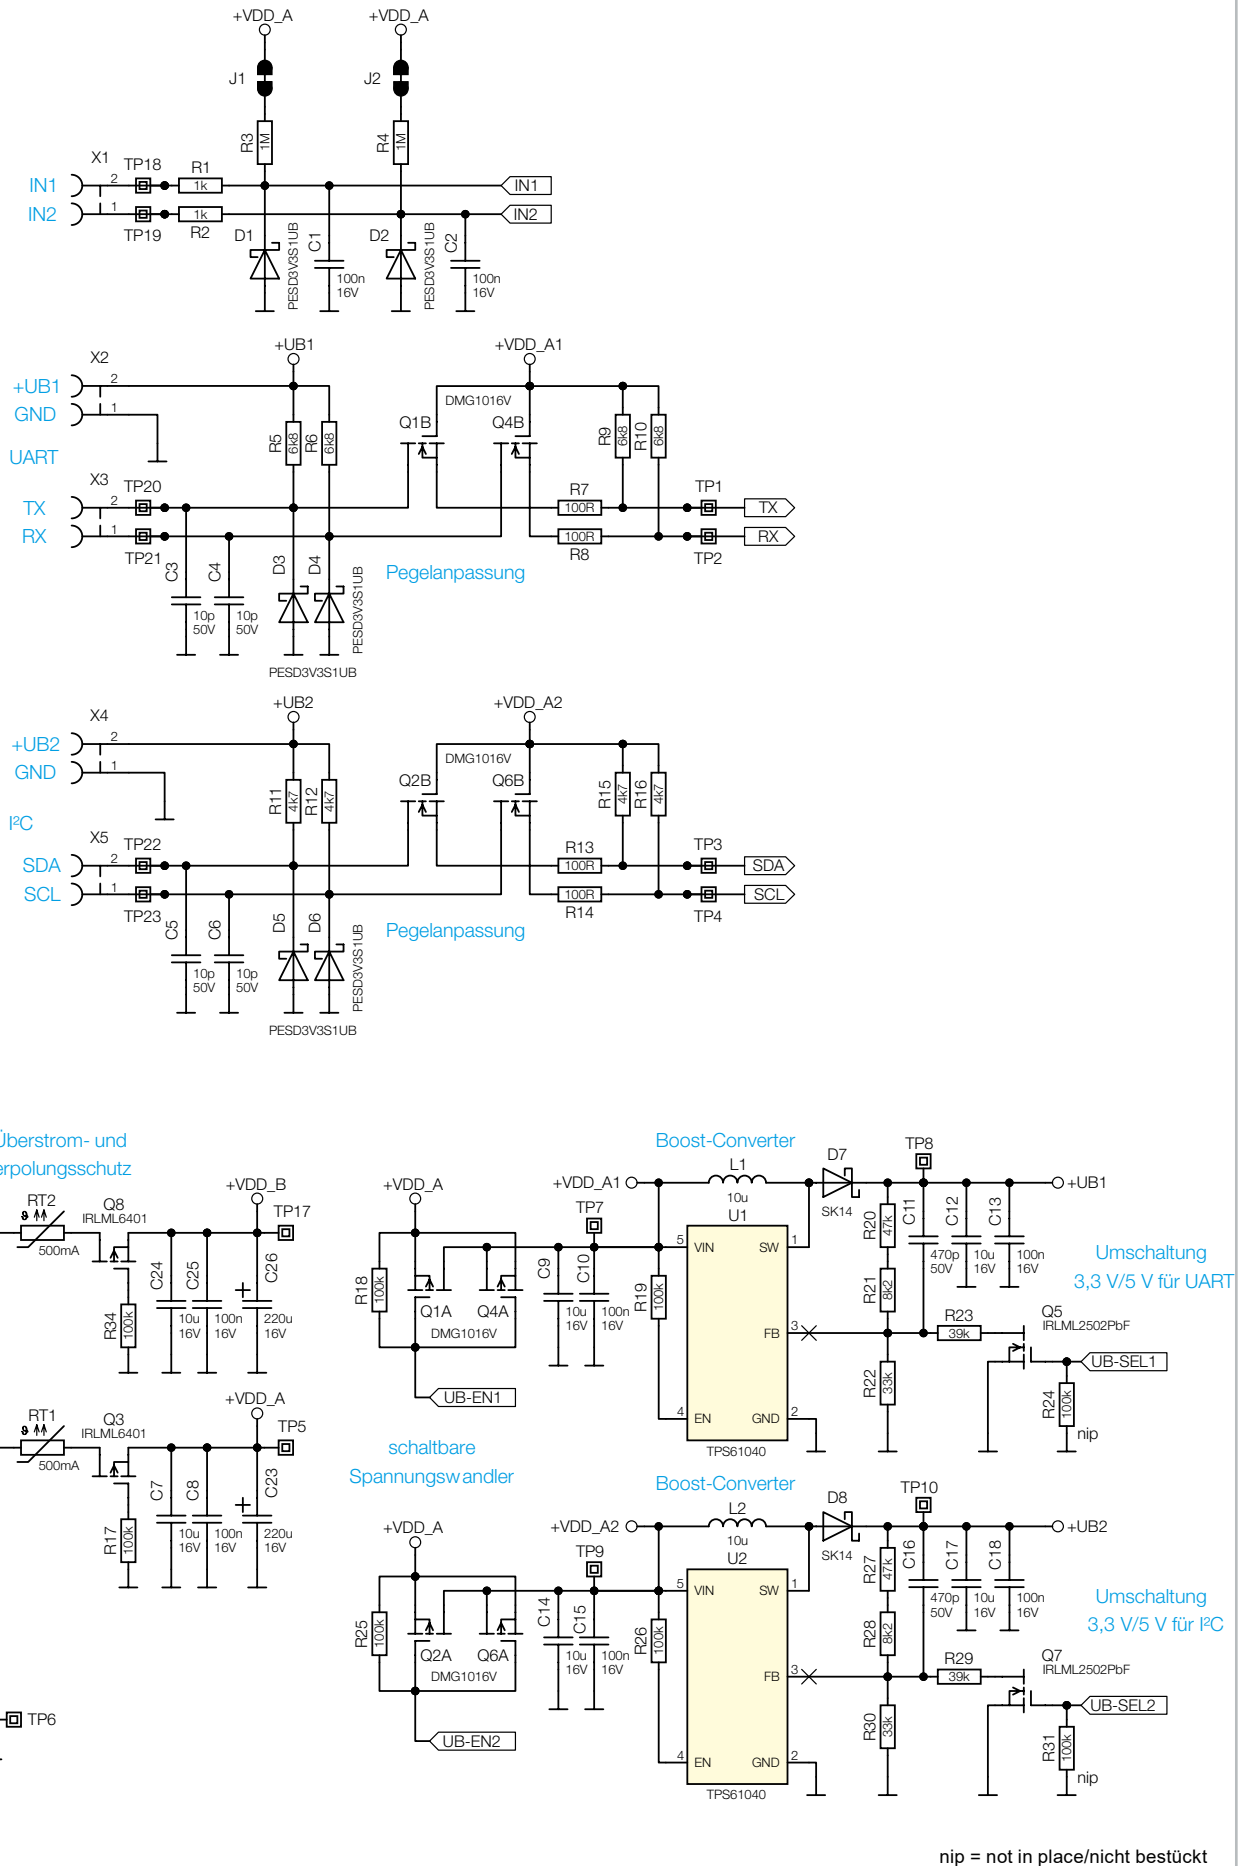 +VDD_A +VDD_A
J1 J2
R3 1M R4 1M
X1 TP18 R1
IN1 2 1k IN1
IN2 1 1k IN2
TP19 R2 D1 PESD3V3S1UB C1 D2 PESD3V3S1UB C2
100n 100n
16V 16V
+UB1 +VDD_A1
X2
+UB1 2
DMG1016V
GND 1 R5 6k8 R6 6k8 Q1B Q4B R9 6k8 R10 6k8
UART
X3 TP20 R7 TP1
TX 2 100R TX
RX 1 100R RX
TP21 R8 TP2
C3 C4 D3 D4 Pegelanpassung
10p 10p PESD3V3S1UB
50V 50V
PESD3V3S1UB
+UB2 +VDD_A2
X4
+UB2 2
DMG1016V
GND 1 R11 4k7 R12 4k7 Q2B Q6B R15 4k7 R16 4k7
I²C
X5 TP22 R13 TP3
SDA 2 100R SDA
SCL 1 100R SCL
TP23 R14 TP4
C5 C6 D5 D6 Pegelanpassung
10p 10p PESD3V3S1UB
50V 50V
PESD3V3S1UB
Überstrom- und
erpolungsschutz
RT2 Q8 +VDD_B
ϑ IRLML6401 TP17
500mA
C24 C25 C26
+
R34 100k 10u 100n 220u
16V 16V 16V
+VDD_A
RT1 Q3 TP5
ϑ IRLML6401
500mA
C7 C8 C23
+
R17 100k 10u 100n 220u
16V 16V 16V
TP6
Boost-Converter TP8
+VDD_A +VDD_A1 L1 D7 +UB1
10u SK14
TP7 U1
5 VIN SW 1
R18 100k Q1A Q4A
DMG1016V
C9 C10 R19 100k
10u 100n
16V 16V
R20 47k C11 C12 C13
470p 10u 100n
50V 16V 16V
R21 8k2
Umschaltung
3,3 V/5 V für UART
FB 3 R23 39k Q5
IRLML2502PbF
UB-EN1 R22 33k UB-SEL1
R24 100k
nip
4 EN GND 2
TPS61040
schaltbare
Spannungswandler
Boost-Converter TP10
+VDD_A +VDD_A2 L2 D8 +UB2
10u SK14
TP9 U2
5 VIN SW 1
R25 100k Q2A Q6A
DMG1016V
C14 C15 R26 100k
10u 100n
16V 16V
R27 47k C16 C17 C18
470p 10u 100n
50V 16V 16V
R28 8k2
Umschaltung
3,3 V/5 V für I²C
FB 3 R29 39k Q7
IRLML2502PbF
UB-EN2 R30 33k UB-SEL2
R31 100k
nip
4 EN GND 2
TPS61040
nip = not in place/nicht bestückt